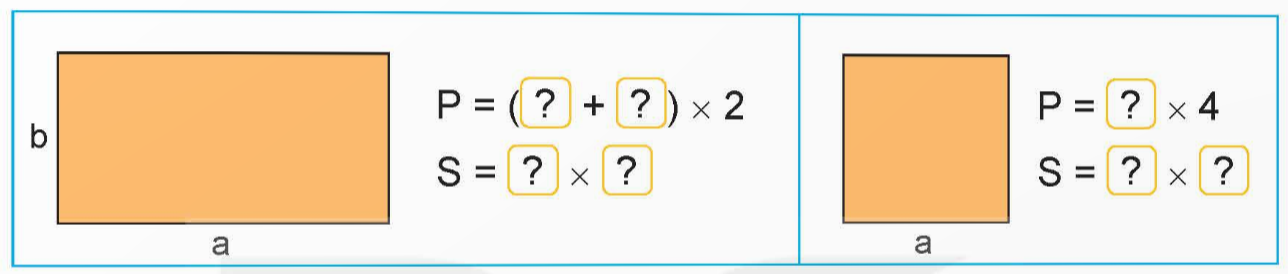 b
a
P = (? + ?) × 2
S = ? × ?
a
P = ? × 4
S = ? × ?